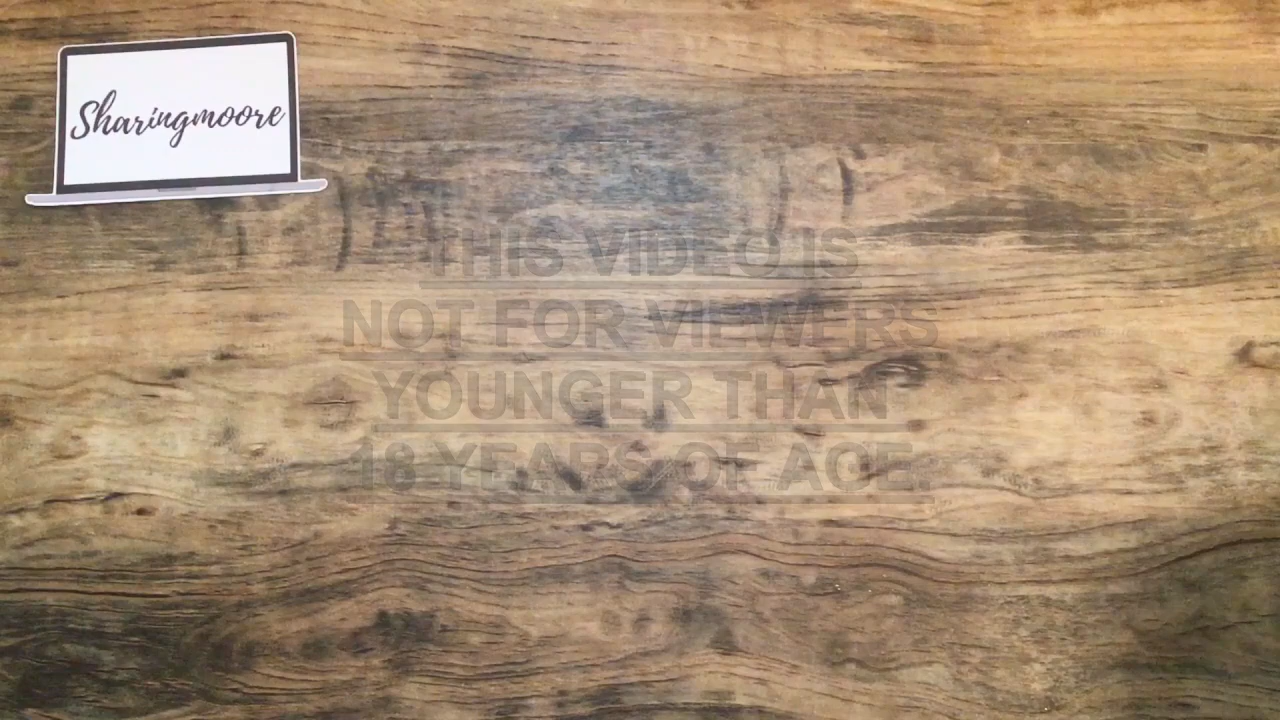 Sharingmoore
THIS VIDEO IS
NOT FOR VIEWERS
YOUNGER THAN
18 YEARS OF AGE.